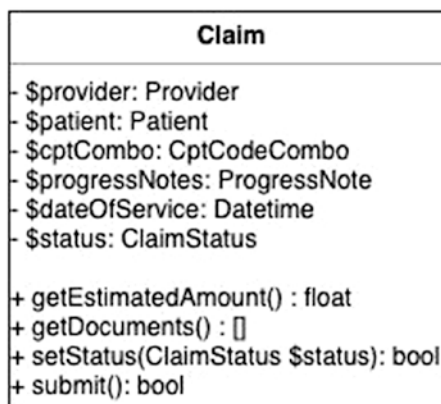 Claim
- $provider: Provider
- $patient: Patient
- $cptCombo: CptCodeCombo
- $progressNotes: ProgressNote
- $dateOfService: Datetime
- $status: ClaimStatus
+ getEstimatedAmount() : float
+ getDocuments() : []
+ setStatus(ClaimStatus $status): bool
+ submit(): bool